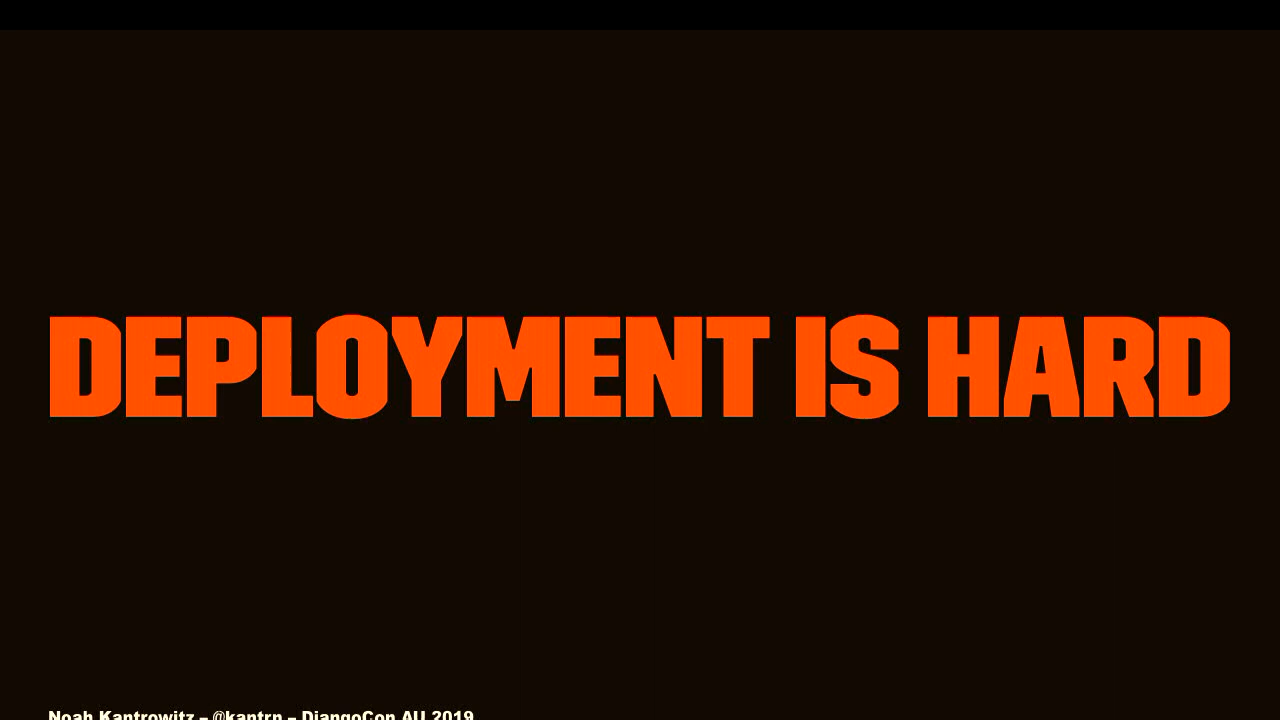 DEPLOYMENT IS HARD
Noah Kantrowitz – @kantrn – DjangoCon AU 2019